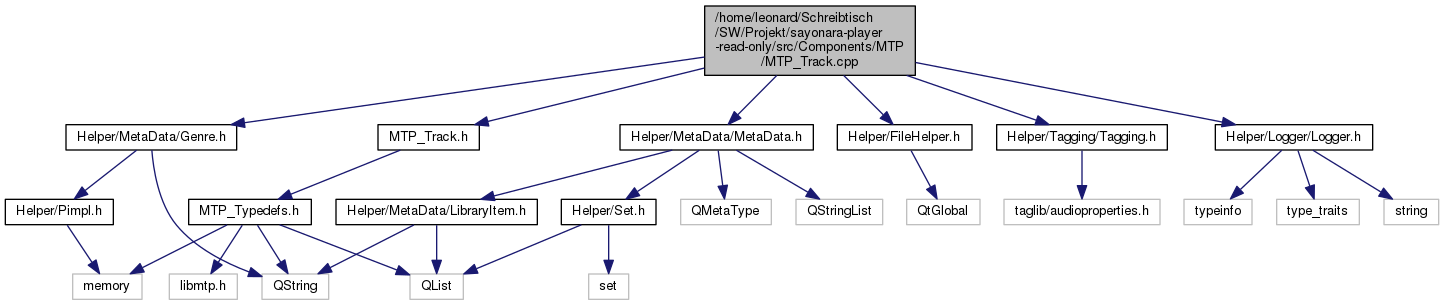 /home/leonard/Schreibtisch
/SW/Projekt/sayonara-player
-read-only/src/Components/MTP
/MTP_Track.cpp
Helper/MetaData/Genre.h
MTP_Track.h
Helper/MetaData/MetaData.h
Helper/FileHelper.h
Helper/Tagging/Tagging.h
Helper/Logger/Logger.h
Helper/Pimpl.h
MTP_Typedefs.h
Helper/MetaData/LibraryItem.h
Helper/Set.h
QMetaType
QStringList
QtGlobal
taglib/audioproperties.h
typeinfo
type_traits
string
memory
libmtp.h
QString
QList
set